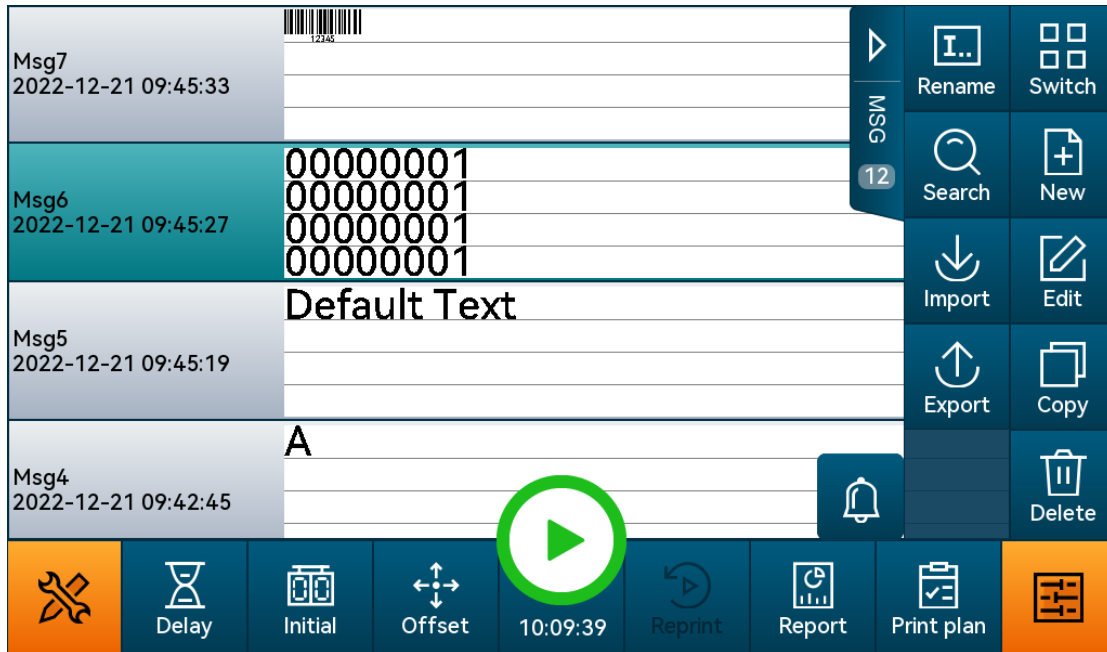 12345
Msg7
2022-12-21 09:45:33
MSG
12
Rename
Switch
00000001
00000001
00000001
00000001
Msg6
2022-12-21 09:45:27
Search
New
Default Text
Msg5
2022-12-21 09:45:19
Import
Edit
Export
Copy
A
Msg4
2022-12-21 09:42:45
Delete
Delay
Initial
Offset
10:09:39
Reprint
Report
Print plan